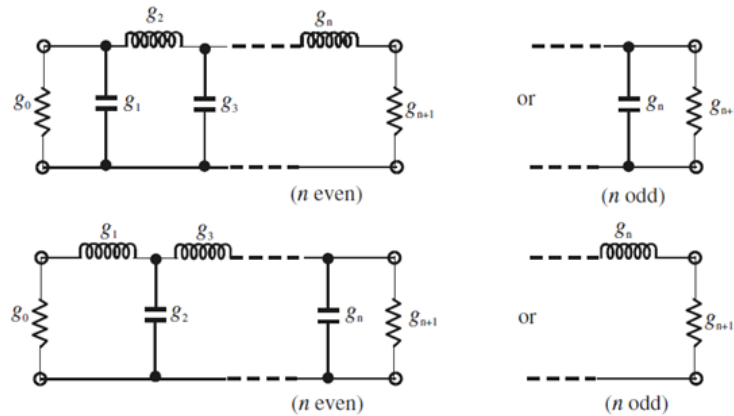 g₂ gₙ
g₀ g₁ g₃ gₙ₊₁ or gₙ gₙ₊
(n even) (n odd)
g₁ g₃ gₙ
g₀ g₂ gₙ gₙ₊₁ or gₙ₊₁
(n even) (n odd)